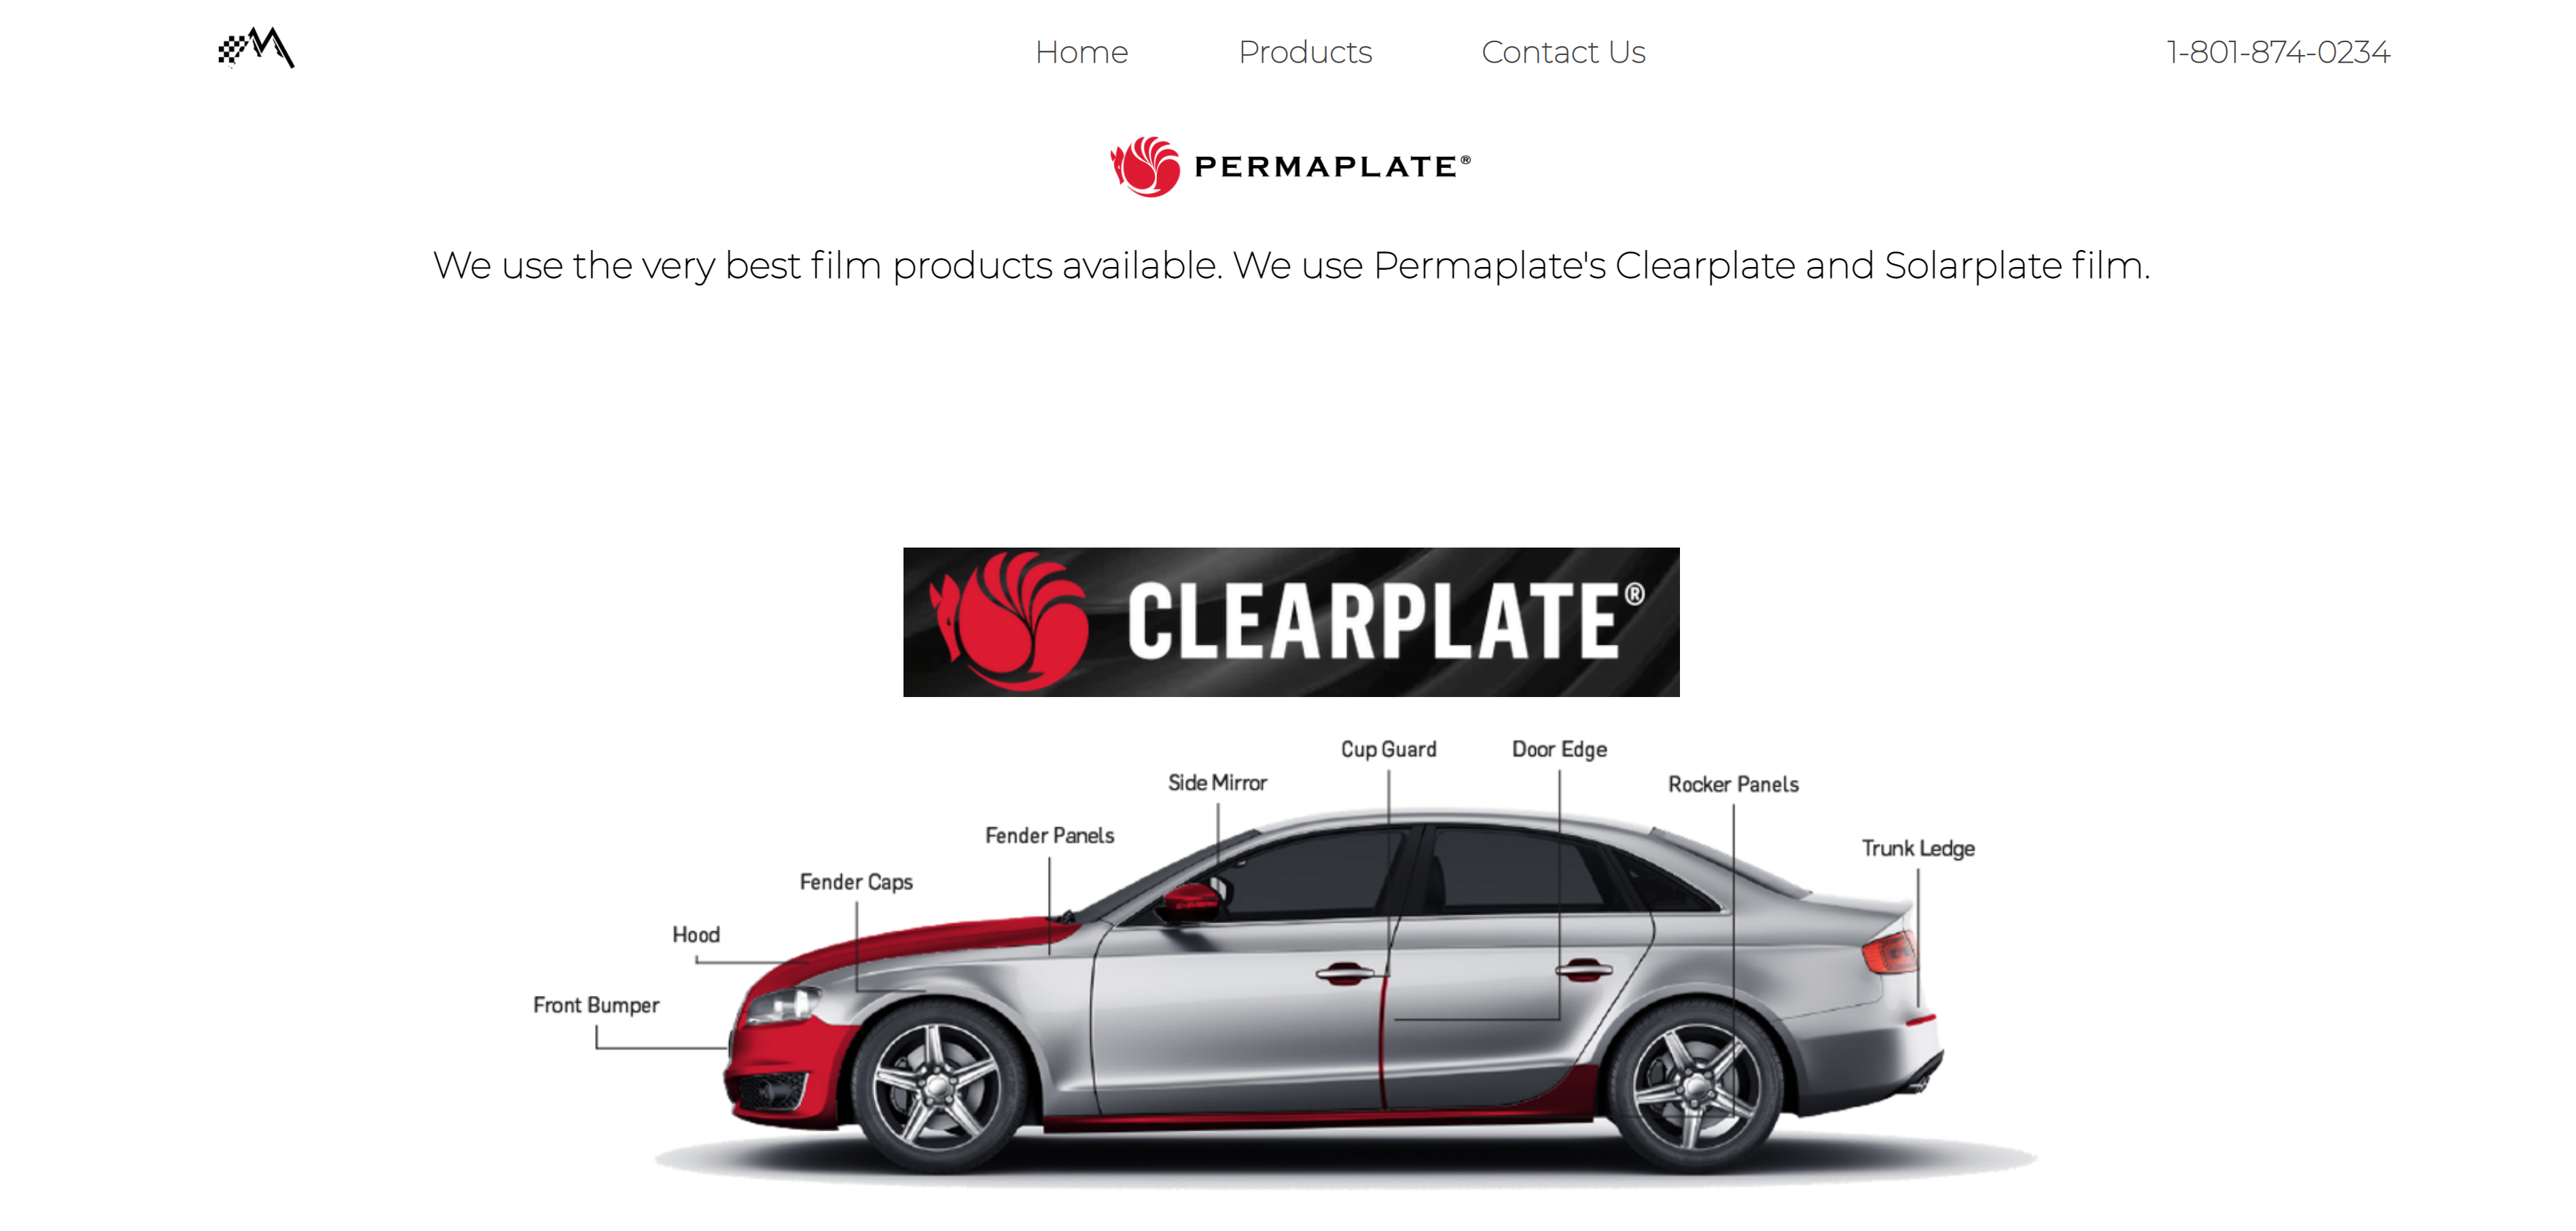 Home Products Contact Us 1-801-874-0234
PERMAPLATE®
We use the very best film products available. We use Permaplate's Clearplate and Solarplate film.
CLEARPLATE®
Cup Guard
Door Edge
Side Mirror
Rocker Panels
Fender Panels
Trunk Ledge
Fender Caps
Hood
Front Bumper